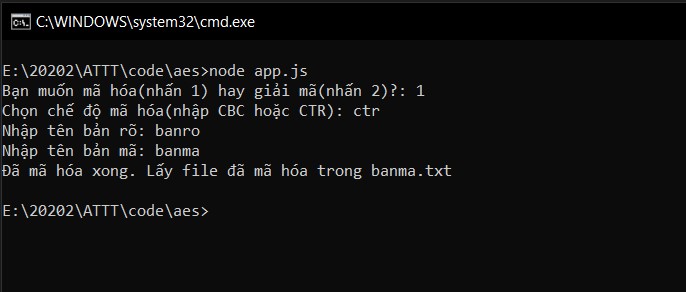 C:\WINDOWS\system32\cmd.exe
E:\20202\ATTT\code\aes>node app.js
Bạn muốn mã hóa(nhấn 1) hay giải mã(nhấn 2)?: 1
Chọn chế độ mã hóa(nhập CBC hoặc CTR): ctr
Nhập tên bản rõ: banro
Nhập tên bản mã: banma
Đã mã hóa xong. Lấy file đã mã hóa trong banma.txt
E:\20202\ATTT\code\aes>